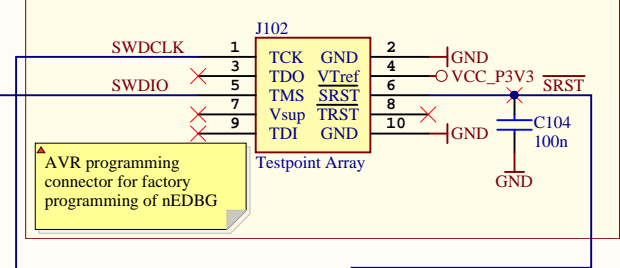 J102
SWDCLK 1 TCK GND 2 GND
3 TDO VTref 4 VCC_P3V3
SWDIO 5 TMS SRST 6 SRST
7 Vsup TRST 8
9 TDI GND 10 GND
Testpoint Array
C104
100n
GND
AVR programming
connector for factory
programming of nEDBG